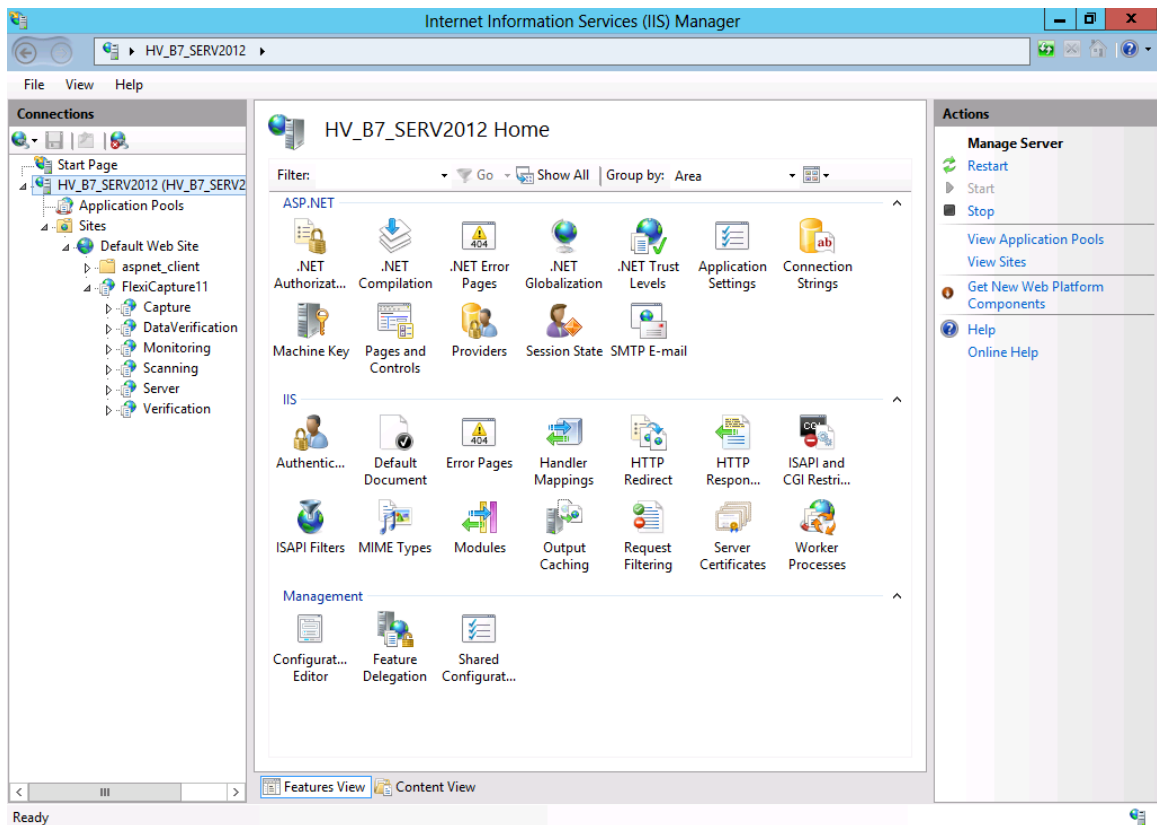 Internet Information Services (IIS) Manager
HV_B7_SERV2012
File View Help
Connections
Start Page
HV_B7_SERV2012 (HV_B7_SERV2
Application Pools
Sites
Default Web Site
aspnet_client
FlexiCapture11
Capture
DataVerification
Monitoring
Scanning
Server
Verification
HV_B7_SERV2012 Home
Filter: Go Show All Group by: Area
ASP.NET
.NET Authorizat...
.NET Compilation
.NET Error Pages
.NET Globalization
.NET Trust Levels
Application Settings
Connection Strings
Machine Key
Pages and Controls
Providers
Session State
SMTP E-mail
IIS
Authentic...
Default Document
Error Pages
Handler Mappings
HTTP Redirect
HTTP Respon...
ISAPI and CGI Restri...
ISAPI Filters
MIME Types
Modules
Output Caching
Request Filtering
Server Certificates
Worker Processes
Management
Configurat... Editor
Feature Delegation
Shared Configurat...
Features View Content View
Actions
Manage Server
Restart
Start
Stop
View Application Pools
View Sites
Get New Web Platform
Components
Help
Online Help
Ready